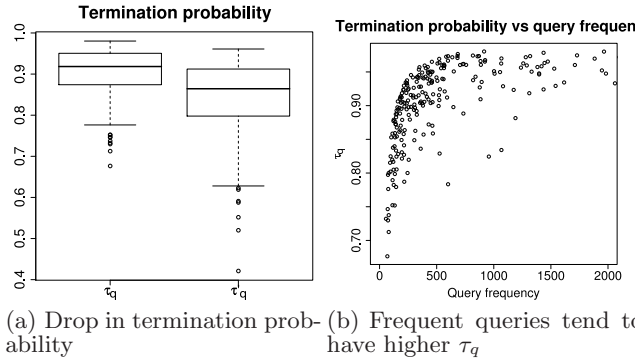 Termination probability
1.0
0.9
0.8
0.7
0.6
0.5
0.4
τq
τ'q
Termination probability vs query frequen
τq
0.90
0.80
0.70
0
500
1000
1500
2000
Query frequency
(a) Drop in termination prob-
ability
(b) Frequent queries tend to
have higher τq